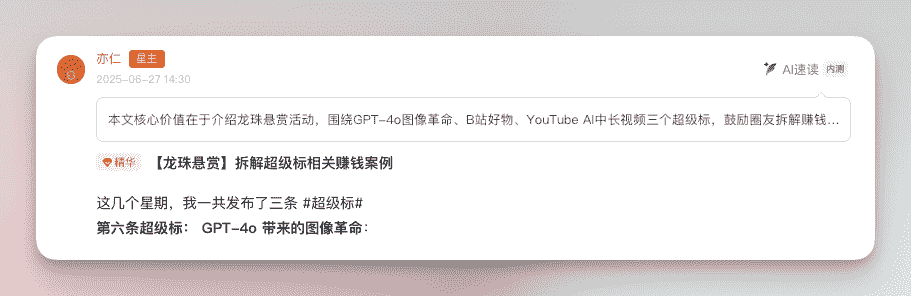 亦仁 星主
2025-06-27 14:30
AI速读 内测
本文核心价值在于介绍龙珠悬赏活动，围绕GPT-4o图像革命、B站好物、YouTube AI中长视频三个超级标，鼓励圈友拆解赚钱...
精华 【龙珠悬赏】拆解超级标相关赚钱案例
这几个星期，我一共发布了三条 #超级标#
第六条超级标： GPT-4o 带来的图像革命：